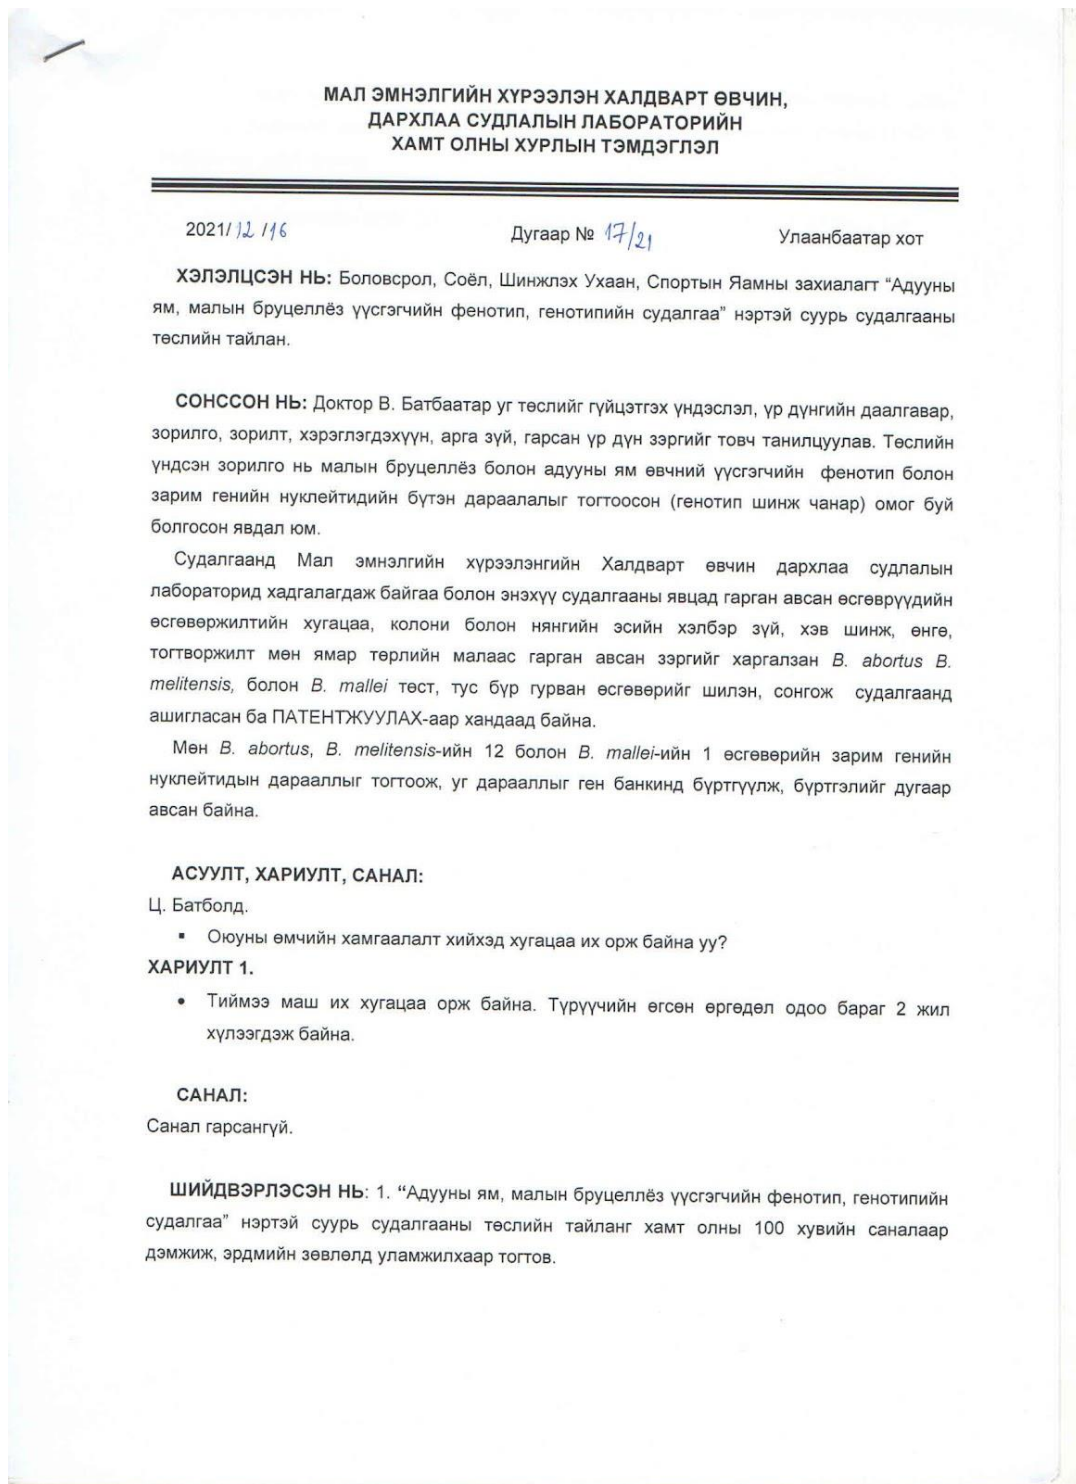 МАЛ ЭМНЭЛГИЙН ХҮРЭЭЛЭН ХАЛДВАРТ ӨВЧИН,
ДАРХЛАА СУДЛАЛЫН ЛАБОРАТОРИЙН
ХАМТ ОЛНЫ ХУРЛЫН ТЭМДЭГЛЭЛ
2021/12/16 Дугаар № 17/21 Улаанбаатар хот
ХЭЛЭЛЦСЭН НЬ: Боловсрол, Соёл, Шинжлэх Ухаан, Спортын Яамны захиалагт “Адууны
ям, малын бруцеллёз үүсгэгчийн фенотип, генотипийн судалгаа” нэртэй суурь судалгааны
төслийн тайлан.
СОНССОН НЬ: Доктор В. Батбаатар уг төслийг гүйцэтгэх үндэслэл, үр дүнгийн даалгавар,
зорилго, зорилт, хэрэглэгдэхүүн, арга зүй, гарсан үр дүн зэргийг товч танилцуулав. Төслийн
үндсэн зорилго нь малын бруцеллёз болон адууны ям өвчний үүсгэгчийн фенотип болон
зарим генийн нуклейтидийн бүтэн дараалалыг тогтоосон (генотип шинж чанар) омог буй
болгосон явдал юм.
Судалгаанд Мал эмнэлгийн хүрээлэнгийн Халдварт өвчин дархлаа судлалын
лабораторид хадгалагдаж байгаа болон энэхүү судалгааны явцад гарган авсан өсгөврүүдийн
өсгөвөржилтийн хугацаа, колони болон нянгийн эсийн хэлбэр зүй, хэв шинж, өнгө,
тогтворжилт мөн ямар төрлийн малаас гарган авсан зэргийг харгалзан B. abortus B.
melitensis, болон B. mallei төст, тус бүр гурван өсгөвөрийг шилэн, сонгож судалгаанд
ашигласан ба ПАТЕНТЖУУЛАХ-аар хандаад байна.
Мөн B. abortus, B. melitensis-ийн 12 болон B. mallei-ийн 1 өсгөвөрийн зарим генийн
нуклейтидын дарааллыг тогтоож, уг дарааллыг ген банкинд бүртгүүлж, бүртгэлийг дугаар
авсан байна.
АСУУЛТ, ХАРИУЛТ, САНАЛ:
Ц. Батболд.
▪ Оюуны өмчийн хамгаалалт хийхэд хугацаа их орж байна уу?
ХАРИУЛТ 1.
• Тиймээ маш их хугацаа орж байна. Түрүүчийн өгсөн өргөдөл одоо бараг 2 жил
хүлээгдэж байна.
САНАЛ:
Санал гарсангүй.
ШИЙДВЭРЛЭСЭН НЬ: 1. “Адууны ям, малын бруцеллёз үүсгэгчийн фенотип, генотипийн
судалгаа” нэртэй суурь судалгааны төслийн тайланг хамт олны 100 хувийн саналаар
дэмжиж, эрдмийн зөвлөлд уламжилхаар тогтов.